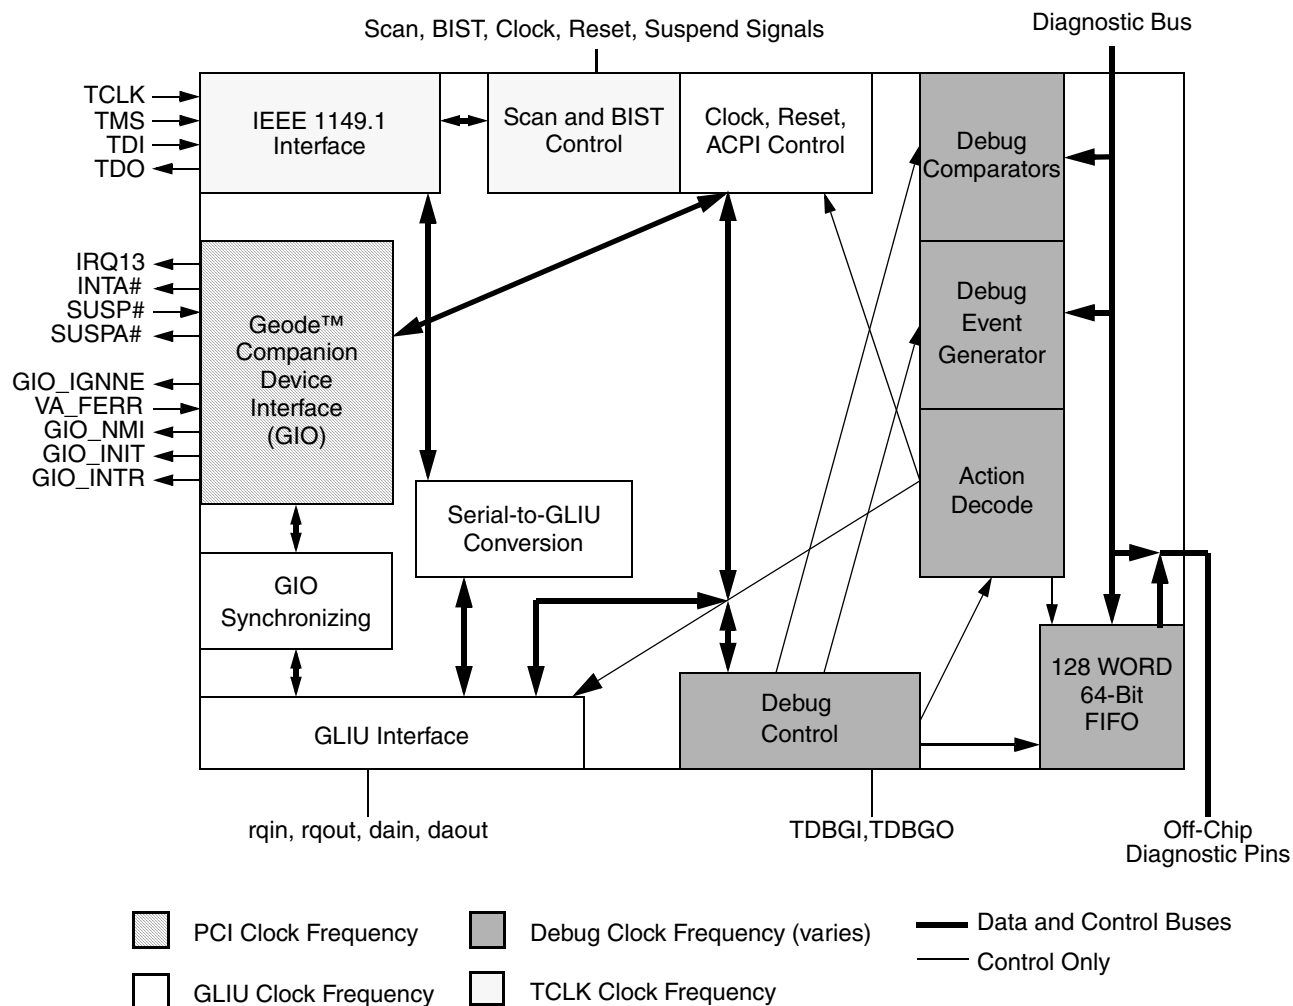 Scan, BIST, Clock, Reset, Suspend Signals
Diagnostic Bus
TCLK
TMS
TDI
TDO
IEEE 1149.1
Interface
Scan and BIST
Control
Clock, Reset,
ACPI Control
Debug
Comparators
IRQ13
INTA#
SUSP#
SUSPA#
GIO_IGNNE
VA_FERR
GIO_NMI
GIO_INIT
GIO_INTR
Geode™
Companion
Device
Interface
(GIO)
Debug
Event
Generator
Action
Decode
Serial-to-GLIU
Conversion
GIO
Synchronizing
GLIU Interface
Debug
Control
128 WORD
64-Bit
FIFO
rqin, rqout, dain, daout
TDBGI,TDBGO
Off-Chip
Diagnostic Pins
PCI Clock Frequency
Debug Clock Frequency (varies)
Data and Control Buses
Control Only
GLIU Clock Frequency
TCLK Clock Frequency